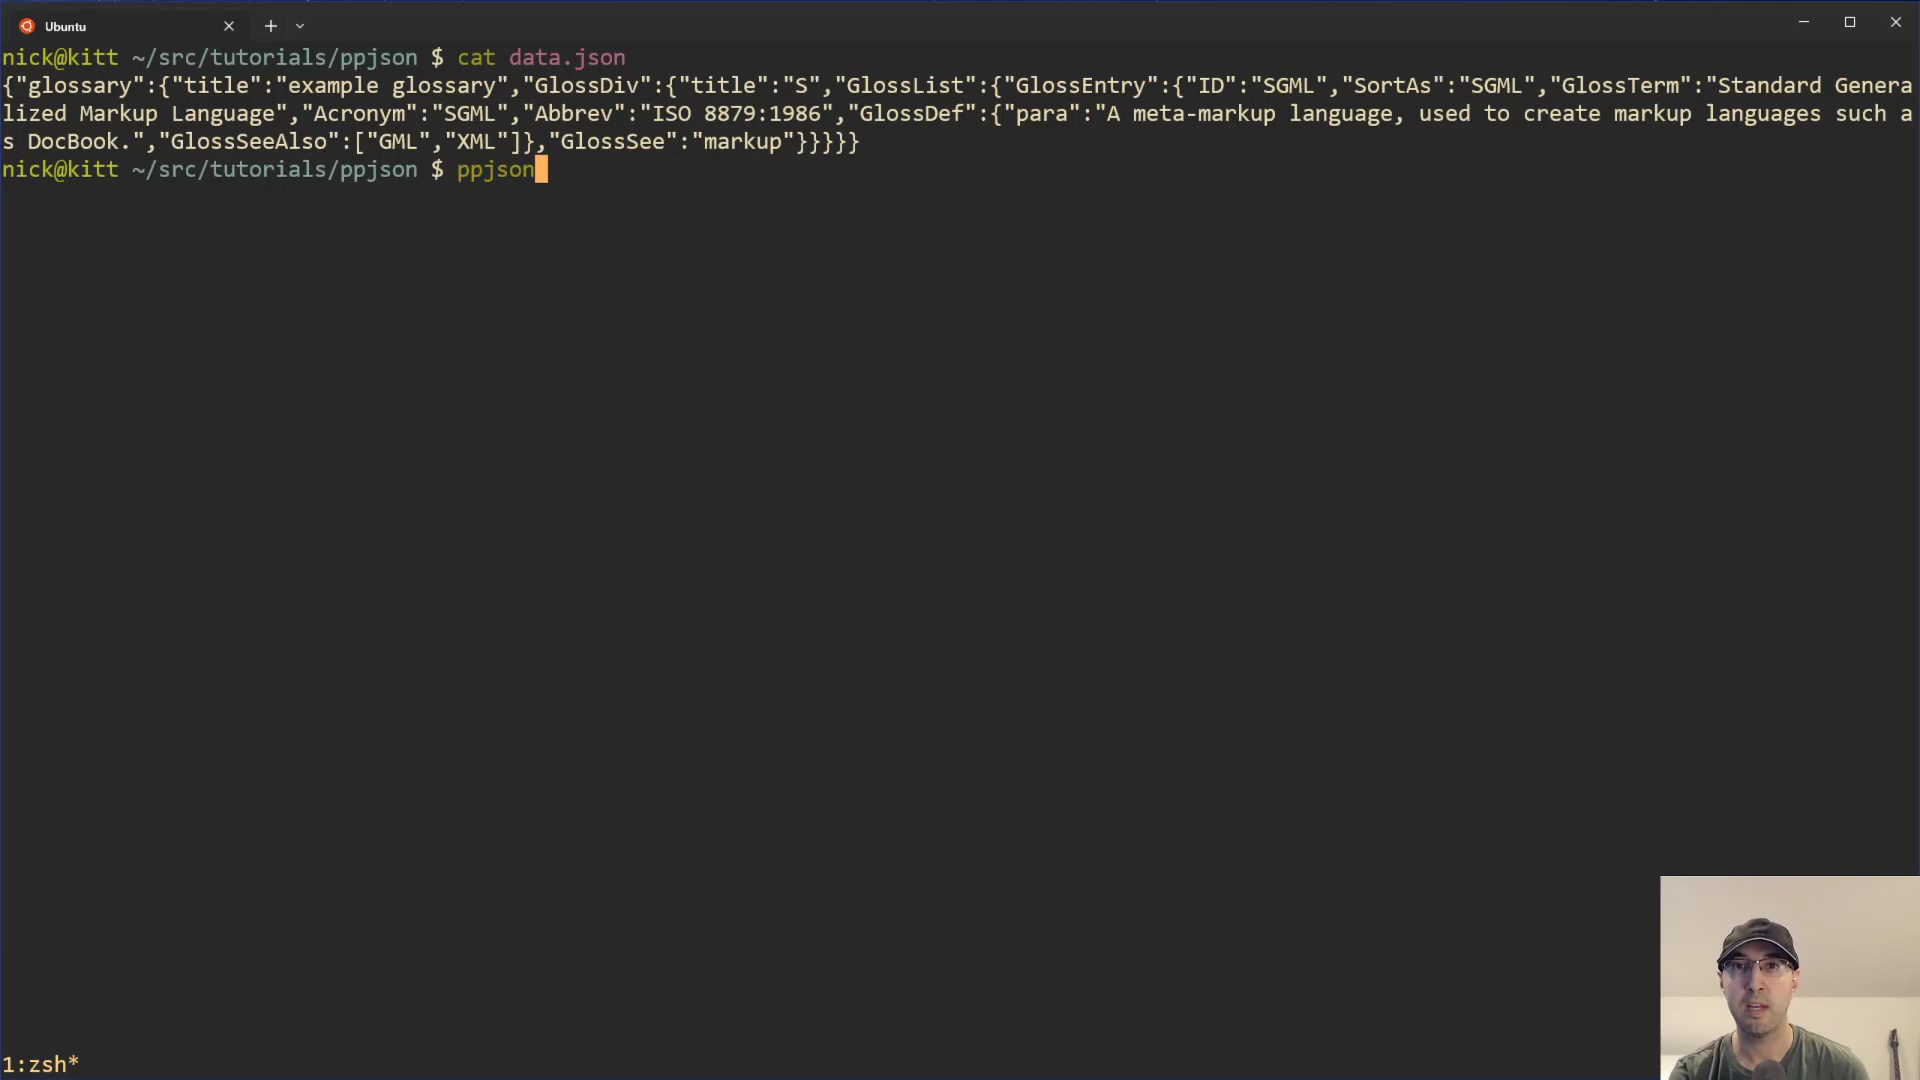 Ubuntu
nick@kitt ~/src/tutorials/ppjson $ cat data.json
{"glossary":{"title":"example glossary","GlossDiv":{"title":"S","GlossList":{"GlossEntry":{"ID":"SGML","SortAs":"SGML","GlossTerm":"Standard Genera
lized Markup Language","Acronym":"SGML","Abbrev":"ISO 8879:1986","GlossDef":{"para":"A meta-markup language, used to create markup languages such a
s DocBook.","GlossSeeAlso":["GML","XML"]},"GlossSee":"markup"}}}}}
nick@kitt ~/src/tutorials/ppjson $ ppjson
1:zsh*